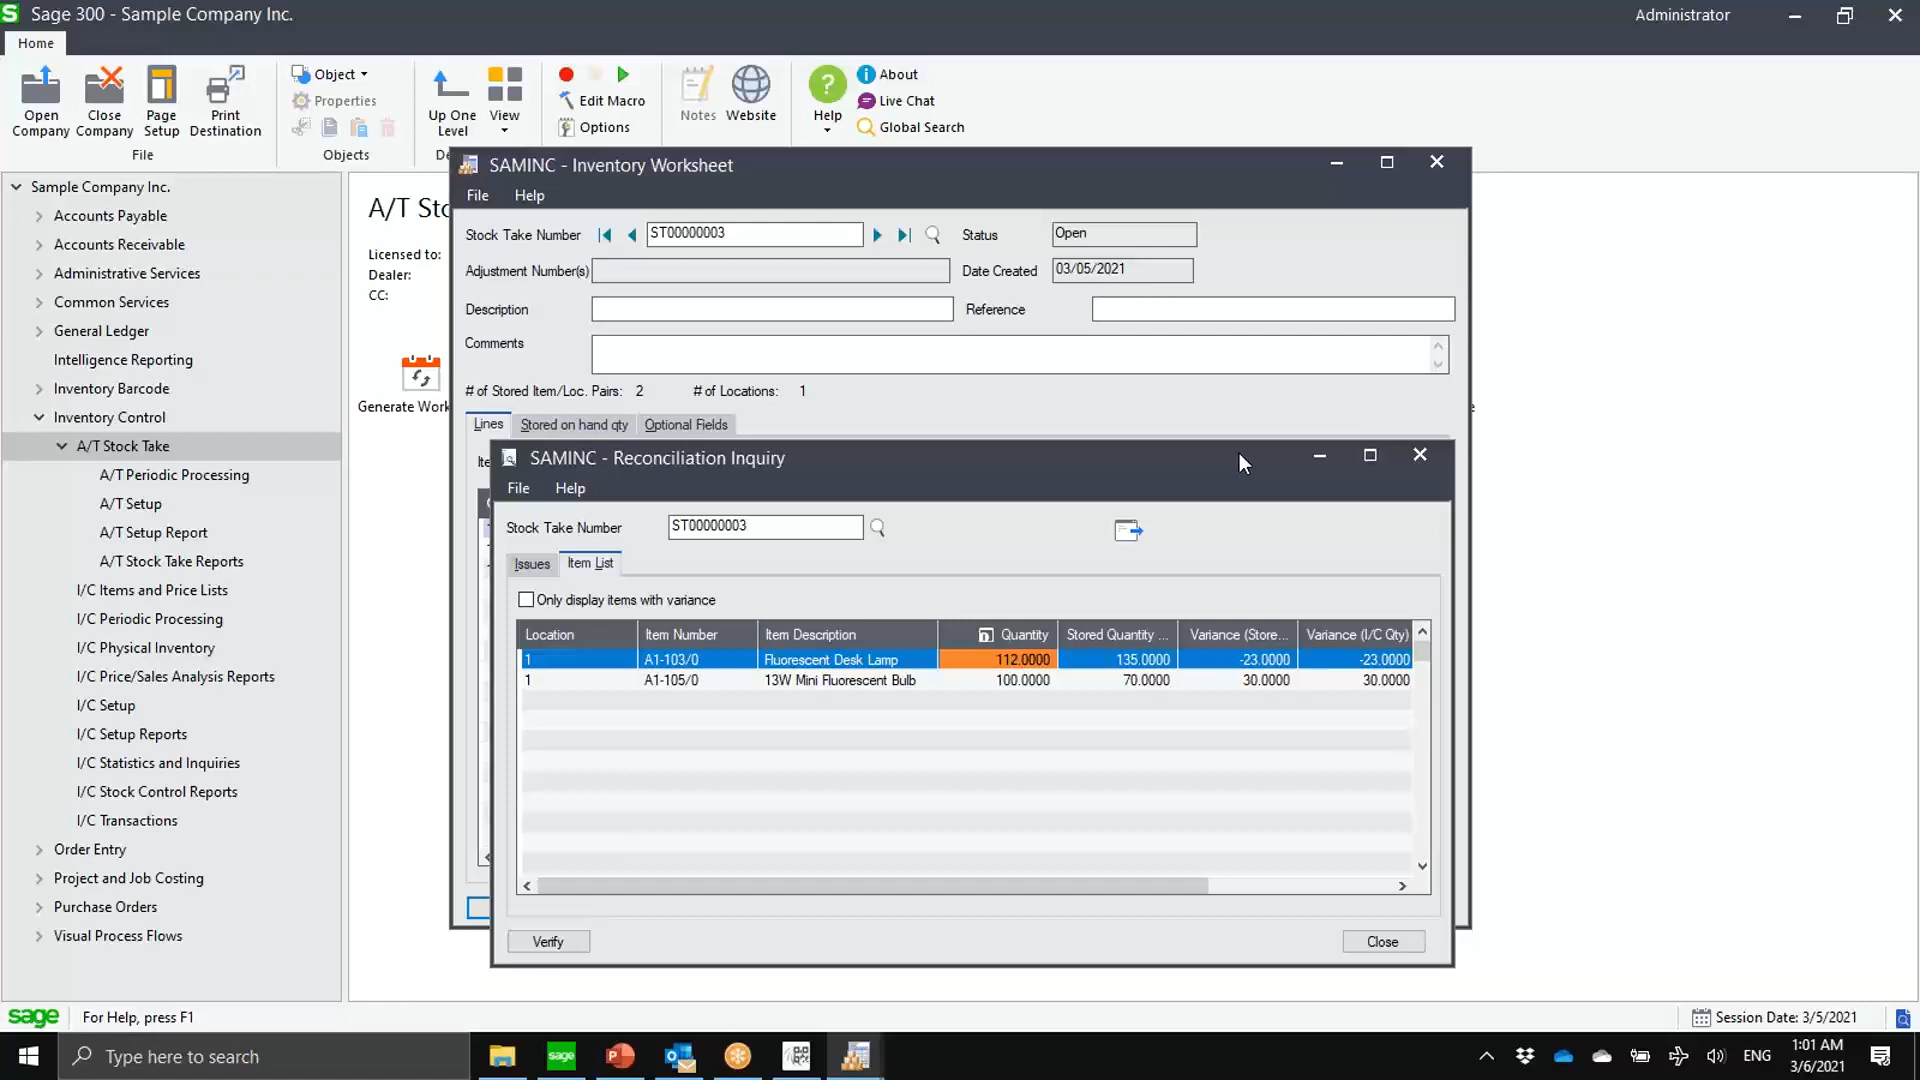 Sage 300 - Sample Company Inc.
Administrator
Home
Open Company
Close Company
Page Setup
Print Destination
File
Object
Properties
Objects
Up One Level
View
Edit Macro
Options
Notes
Website
Help
About
Live Chat
Global Search
Sample Company Inc.
Accounts Payable
Accounts Receivable
Administrative Services
Common Services
General Ledger
Intelligence Reporting
Inventory Barcode
Inventory Control
A/T Stock Take
A/T Periodic Processing
A/T Setup
A/T Setup Report
A/T Stock Take Reports
I/C Items and Price Lists
I/C Periodic Processing
I/C Physical Inventory
I/C Price/Sales Analysis Reports
I/C Setup
I/C Setup Reports
I/C Statistics and Inquiries
I/C Stock Control Reports
I/C Transactions
Order Entry
Project and Job Costing
Purchase Orders
Visual Process Flows
A/T Sto
Licensed to:
Dealer:
CC:
Generate Work
SAMINC - Inventory Worksheet
File Help
Stock Take Number ST00000003 Status Open
Adjustment Number(s) Date Created 03/05/2021
Description Reference
Comments
# of Stored Item/Loc. Pairs: 2 # of Locations: 1
Lines Stored on hand qty Optional Fields
SAMINC - Reconciliation Inquiry
File Help
Stock Take Number ST00000003
Issues Item List
Only display items with variance
Location Item Number Item Description Quantity Stored Quantity ... Variance (Store... Variance (I/C Qty)
1 A1-103/0 Fluorescent Desk Lamp 112.0000 135.0000 -23.0000 -23.0000
1 A1-105/0 13W Mini Fluorescent Bulb 100.0000 70.0000 30.0000 30.0000
Verify Close
sage For Help, press F1 Session Date: 3/5/2021
Type here to search
sage
ENG
1:01 AM
3/6/2021